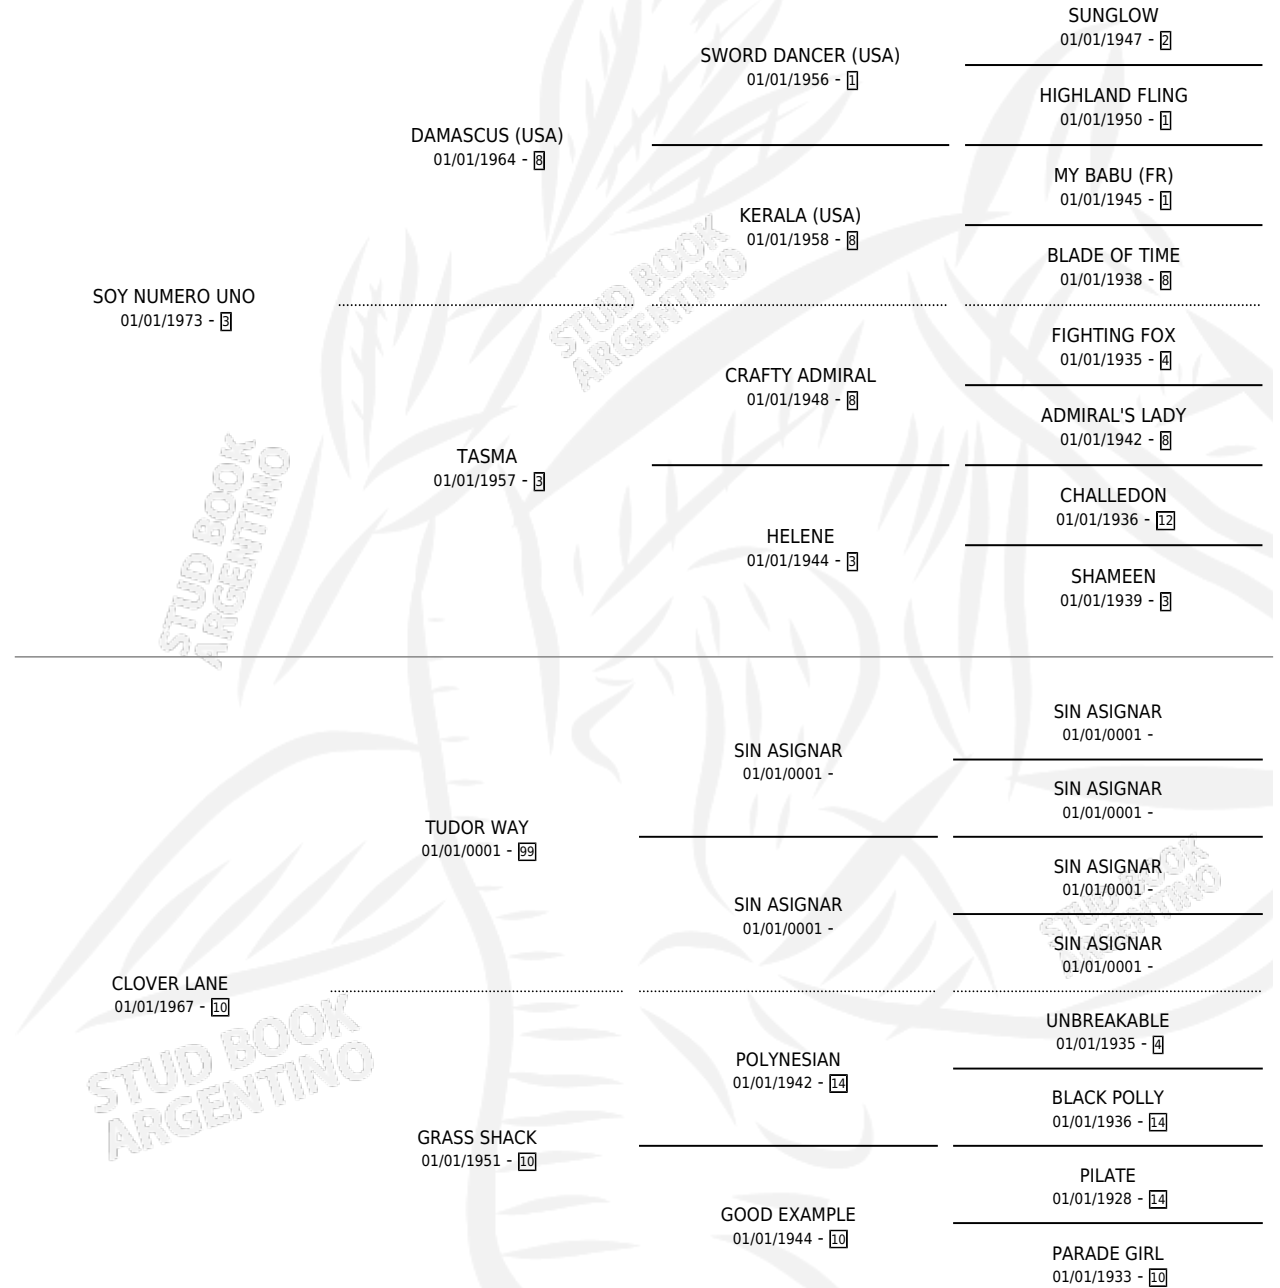 SUNGLOW
01/01/1947 - 2
SWORD DANCER (USA)
01/01/1956 - 1
HIGHLAND FLING
01/01/1950 - 1
DAMASCUS (USA)
01/01/1964 - 8
MY BABU (FR)
01/01/1945 - 1
KERALA (USA)
01/01/1958 - 8
BLADE OF TIME
01/01/1938 - 8
SOY NUMERO UNO
01/01/1973 - 3
FIGHTING FOX
01/01/1935 - 4
CRAFTY ADMIRAL
01/01/1948 - 8
ADMIRAL'S LADY
01/01/1942 - 8
TASMA
01/01/1957 - 3
CHALLEDON
01/01/1936 - 12
HELENE
01/01/1944 - 3
SHAMEEN
01/01/1939 - 3
SIN ASIGNAR
01/01/0001 -
SIN ASIGNAR
01/01/0001 -
SIN ASIGNAR
01/01/0001 -
TUDOR WAY
01/01/0001 - 99
SIN ASIGNAR
01/01/0001 -
SIN ASIGNAR
01/01/0001 -
SIN ASIGNAR
01/01/0001 -
CLOVER LANE
01/01/1967 - 10
UNBREAKABLE
01/01/1935 - 4
POLYNESIAN
01/01/1942 - 14
BLACK POLLY
01/01/1936 - 14
GRASS SHACK
01/01/1951 - 10
PILATE
01/01/1928 - 14
GOOD EXAMPLE
01/01/1944 - 10
PARADE GIRL
01/01/1933 - 10
STUD BOOK
ARGENTINO
STUD BOOK
ARGENTINO
STUD BOOK
ARGENTINO
STUD BOOK
ARGENTINO